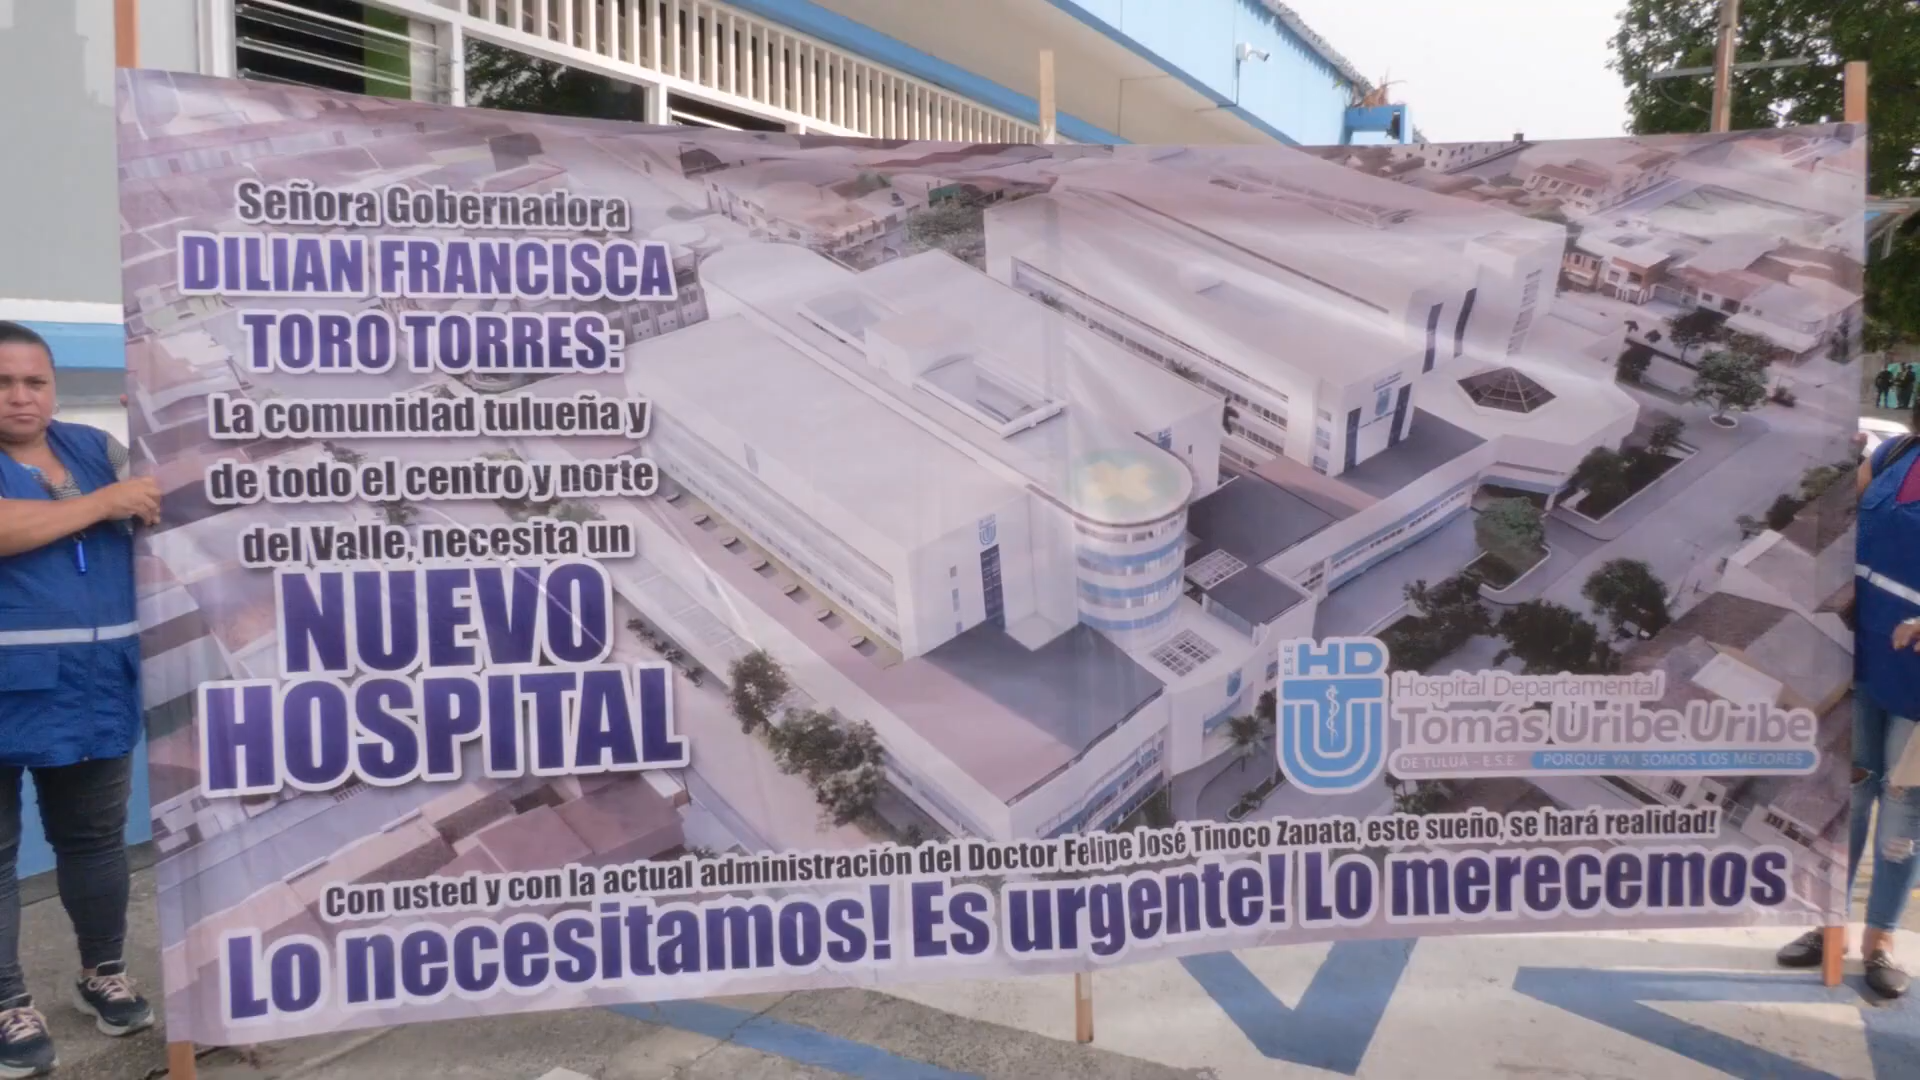 Señora Gobernadora
DILIAN FRANCISCA
TORO TORRES:
La comunidad tulueña y
de todo el centro y norte
del Valle, necesita un
NUEVO
HOSPITAL
E.S.E HD
U
Hospital Departamental
Tomás Uribe Uribe
DE TULUÁ - E.S.E. PORQUE YA! SOMOS LOS MEJORES
Con usted y con la actual administración del Doctor Felipe José Tinoco Zapata, este sueño, se hará realidad!
Lo necesitamos! Es urgente! Lo merecemos